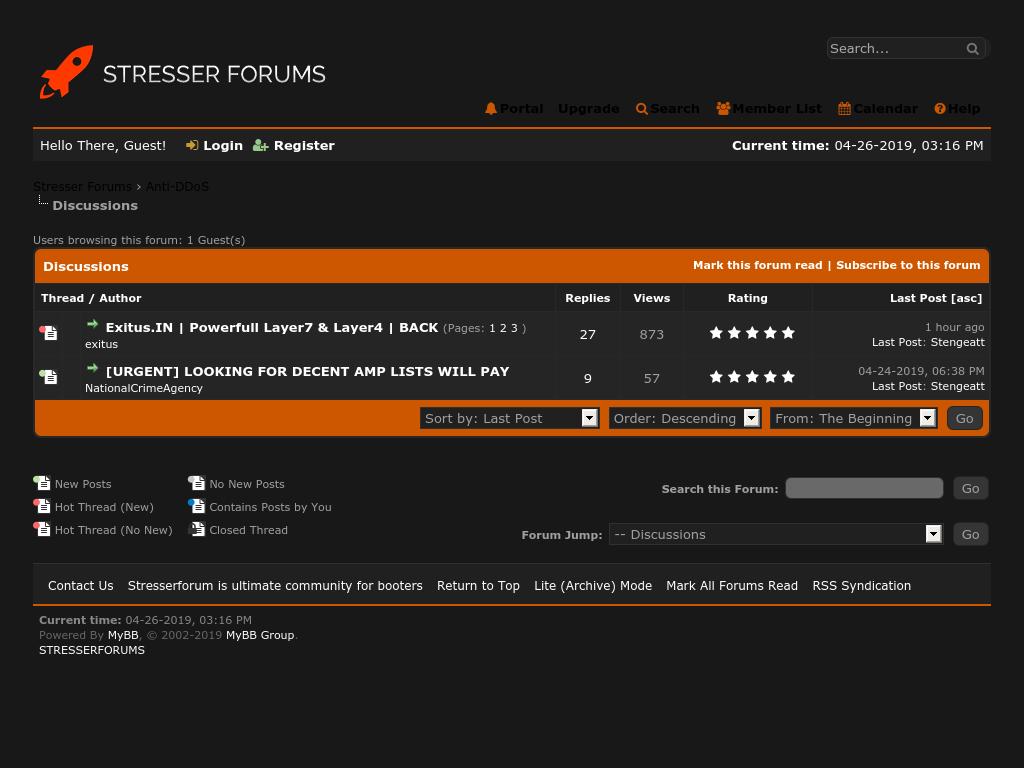 STRESSER FORUMS
Search...
Portal Upgrade Search Member List Calendar Help
Hello There, Guest! Login Register Current time: 04-26-2019, 03:16 PM
Stresser Forums › Anti-DDoS
Discussions
Users browsing this forum: 1 Guest(s)
Discussions Mark this forum read | Subscribe to this forum
Thread / Author Replies Views Rating Last Post [asc]
Exitus.IN | Powerfull Layer7 & Layer4 | BACK (Pages: 1 2 3 ) 27 873 1 hour ago
exitus Last Post: Stengeatt
[URGENT] LOOKING FOR DECENT AMP LISTS WILL PAY 9 57 04-24-2019, 06:38 PM
NationalCrimeAgency Last Post: Stengeatt
Sort by: Last Post Order: Descending From: The Beginning Go
New Posts No New Posts Search this Forum: Go
Hot Thread (New) Contains Posts by You
Hot Thread (No New) Closed Thread Forum Jump: -- Discussions Go
Contact Us Stresserforum is ultimate community for booters Return to Top Lite (Archive) Mode Mark All Forums Read RSS Syndication
Current time: 04-26-2019, 03:16 PM
Powered By MyBB, © 2002-2019 MyBB Group.
STRESSERFORUMS